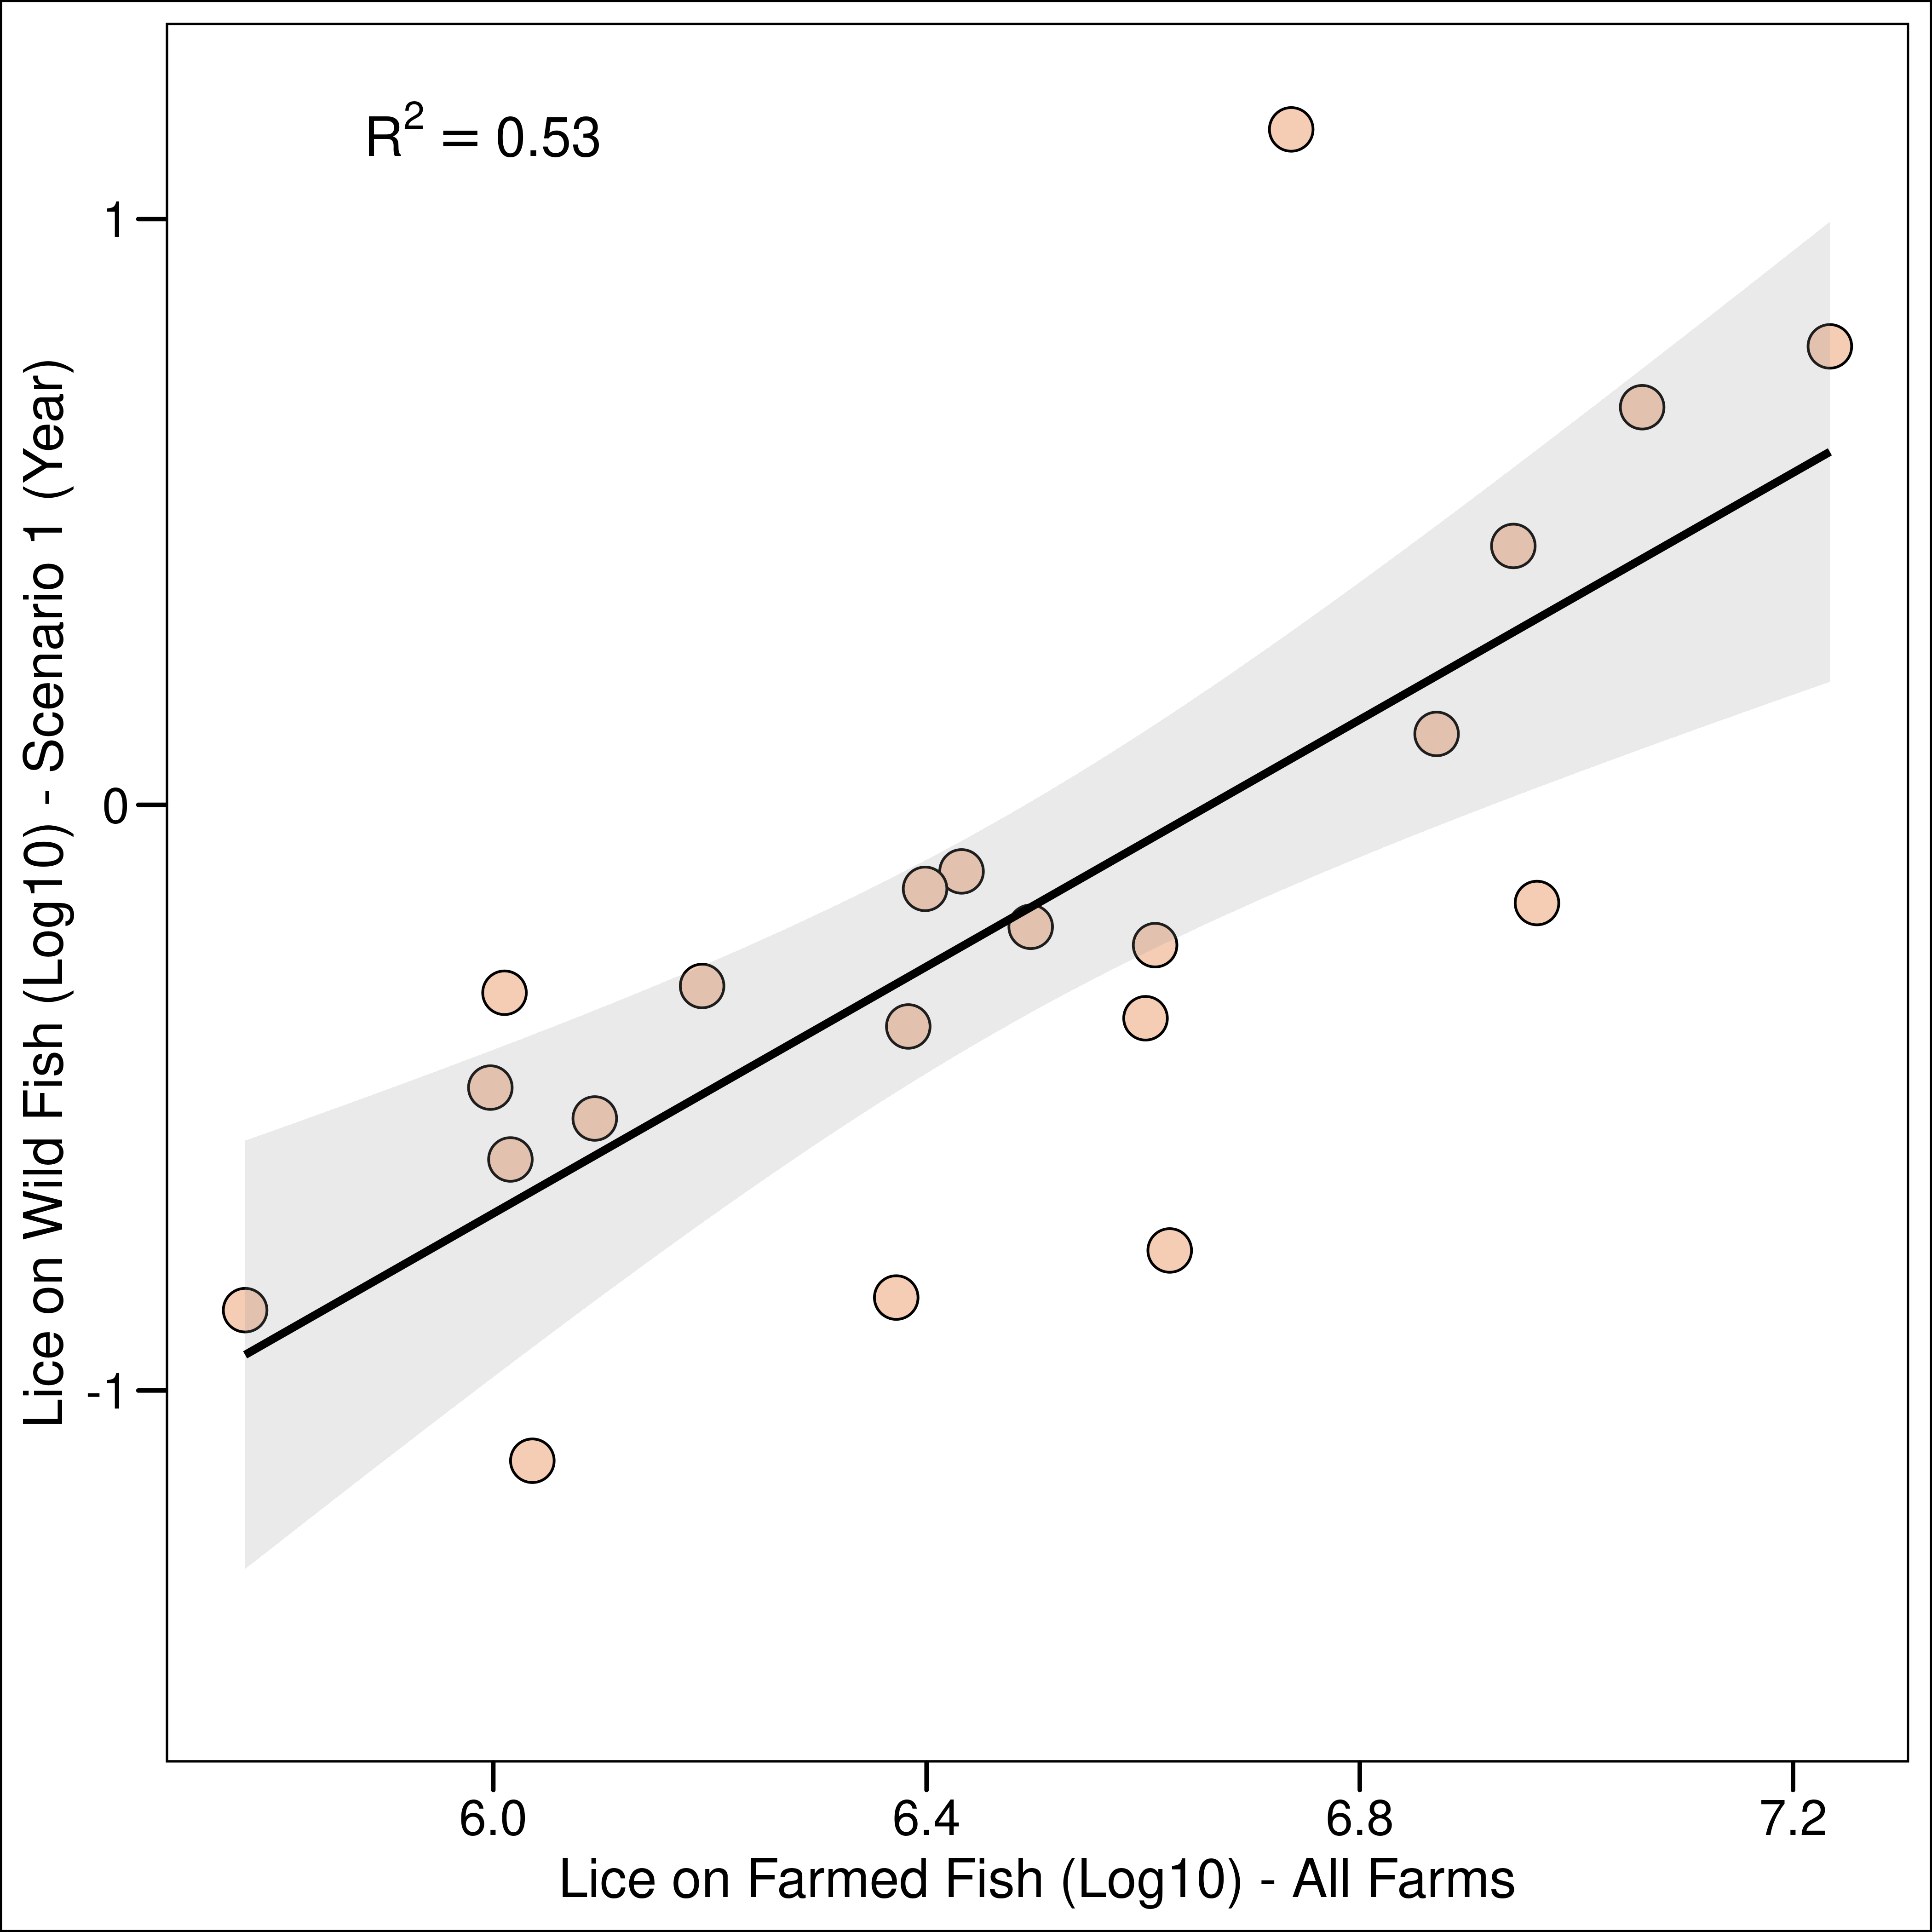 R² = 0.53
1
0
-1
Lice on Wild Fish (Log10) - Scenario 1 (Year)
6.0 6.4 6.8 7.2
Lice on Farmed Fish (Log10) - All Farms